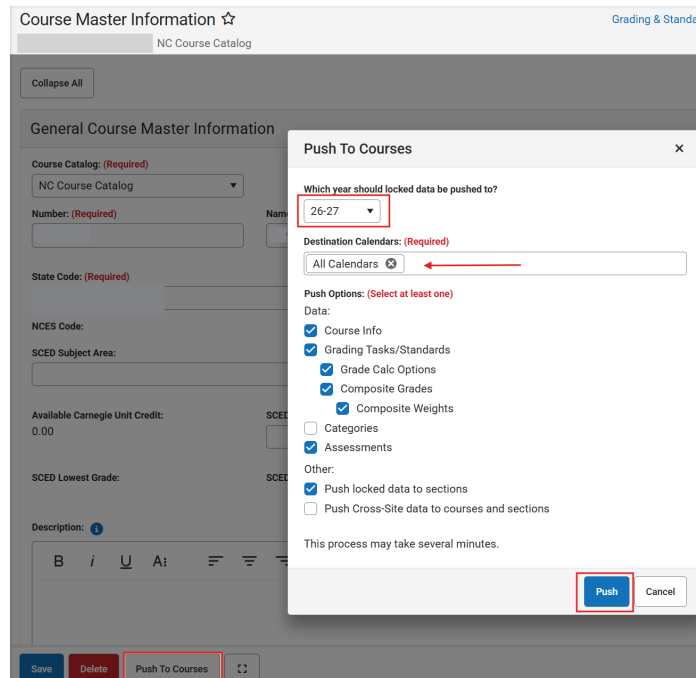 Course Master Information ☆
Grading & Standa
NC Course Catalog
Collapse All
General Course Master Information
Course Catalog: (Required)
NC Course Catalog
Number: (Required)
Nam
State Code: (Required)
NCES Code:
SCED Subject Area:
Available Carnegie Unit Credit:
SCED
0.00
SCED Lowest Grade:
SCED
Description:
B i U A
Save
Delete
Push To Courses
Push To Courses
Which year should locked data be pushed to?
26-27
Destination Calendars: (Required)
All Calendars
Push Options: (Select at least one)
Data:
Course Info
Grading Tasks/Standards
Grade Calc Options
Composite Grades
Composite Weights
Categories
Assessments
Other:
Push locked data to sections
Push Cross-Site data to courses and sections
This process may take several minutes.
Push
Cancel